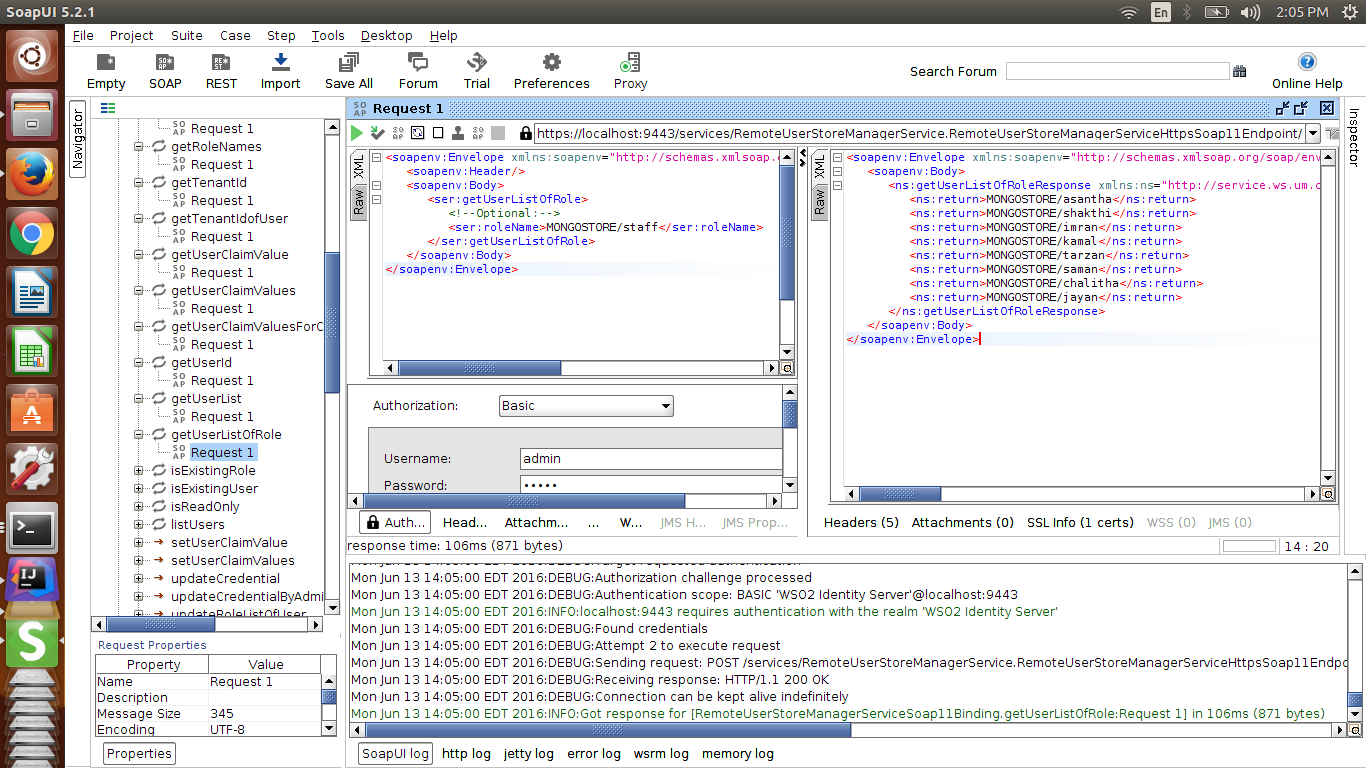 SoapUI 5.2.1
En
2:05 PM
File Project Suite Case Step Tools Desktop Help
Empty SOAP REST Import Save All Forum Trial Preferences Proxy
Search Forum
Online Help
Navigator
Request 1
getRoleNames
Request 1
getTenantId
Request 1
getTenantIdofUser
Request 1
getUserClaimValue
Request 1
getUserClaimValues
Request 1
getUserClaimValuesForC
Request 1
getUserId
Request 1
getUserList
Request 1
getUserListOfRole
Request 1
isExistingRole
isExistingUser
isReadOnly
listUsers
setUserClaimValue
setUserClaimValues
updateCredential
updateCredentialByAdmi
updateRoleListOfUser
Request Properties
Property Value
Name Request 1
Description
Message Size 345
Encoding UTF-8
Properties
Request 1
https://localhost:9443/services/RemoteUserStoreManagerService.RemoteUserStoreManagerServiceHttpsSoap11Endpoint/
XML
Raw
<soapenv:Envelope xmlns:soapenv="http://schemas.xmlsoap.
<soapenv:Header/>
<soapenv:Body>
<ser:getUserListOfRole>
<!--Optional:-->
<ser:roleName>MONGOSTORE/staff</ser:roleName>
</ser:getUserListOfRole>
</soapenv:Body>
</soapenv:Envelope>
Authorization: Basic
Username: admin
Password: •••••
Auth... Head... Attachm... ... W... JMS H... JMS Prop...
XML
Raw
<soapenv:Envelope xmlns:soapenv="http://schemas.xmlsoap.org/soap/env
<soapenv:Body>
<ns:getUserListOfRoleResponse xmlns:ns="http://service.ws.um.c
<ns:return>MONGOSTORE/asantha</ns:return>
<ns:return>MONGOSTORE/shakthi</ns:return>
<ns:return>MONGOSTORE/imran</ns:return>
<ns:return>MONGOSTORE/kamal</ns:return>
<ns:return>MONGOSTORE/tarzan</ns:return>
<ns:return>MONGOSTORE/saman</ns:return>
<ns:return>MONGOSTORE/chalitha</ns:return>
<ns:return>MONGOSTORE/jayan</ns:return>
</ns:getUserListOfRoleResponse>
</soapenv:Body>
</soapenv:Envelope>
Headers (5) Attachments (0) SSL Info (1 certs) WSS (0) JMS (0)
response time: 106ms (871 bytes)
14 : 20
Inspector
Mon Jun 13 14:05:00 EDT 2016:DEBUG:Target requested authentication
Mon Jun 13 14:05:00 EDT 2016:DEBUG:Authorization challenge processed
Mon Jun 13 14:05:00 EDT 2016:DEBUG:Authentication scope: BASIC 'WSO2 Identity Server'@localhost:9443
Mon Jun 13 14:05:00 EDT 2016:INFO:localhost:9443 requires authentication with the realm 'WSO2 Identity Server'
Mon Jun 13 14:05:00 EDT 2016:DEBUG:Found credentials
Mon Jun 13 14:05:00 EDT 2016:DEBUG:Attempt 2 to execute request
Mon Jun 13 14:05:00 EDT 2016:DEBUG:Sending request: POST /services/RemoteUserStoreManagerService.RemoteUserStoreManagerServiceHttpsSoap11Endpo
Mon Jun 13 14:05:00 EDT 2016:DEBUG:Receiving response: HTTP/1.1 200 OK
Mon Jun 13 14:05:00 EDT 2016:DEBUG:Connection can be kept alive indefinitely
Mon Jun 13 14:05:00 EDT 2016:INFO:Got response for [RemoteUserStoreManagerServiceSoap11Binding.getUserListOfRole:Request 1] in 106ms (871 bytes)
SoapUI log http log jetty log error log wsrm log memory log